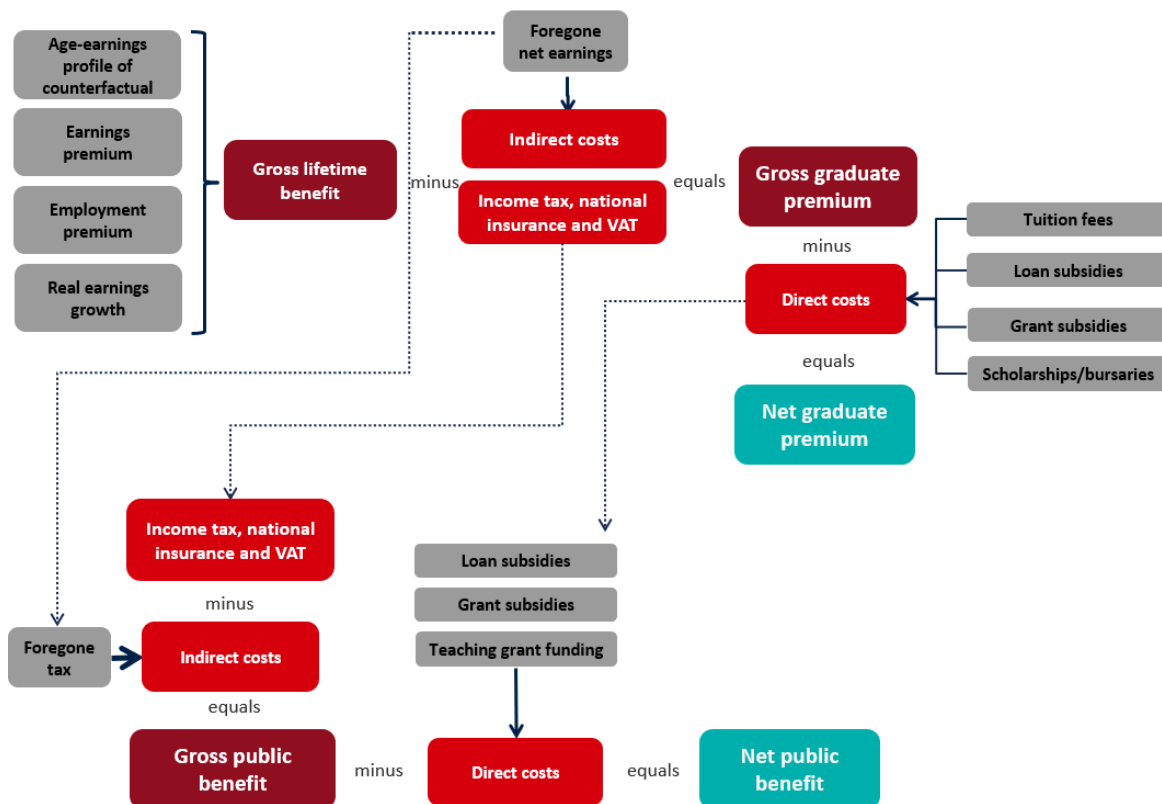 Age-earnings
profile of
counterfactual
Earnings
premium
Employment
premium
Real earnings
growth
Gross lifetime
benefit
minus
Foregone
net earnings
Indirect costs
Income tax, national
insurance and VAT
equals
Gross graduate
premium
minus
Direct costs
equals
Net graduate
premium
Tuition fees
Loan subsidies
Grant subsidies
Scholarships/bursaries
Income tax, national
insurance and VAT
minus
Foregone
tax
Indirect costs
equals
Gross public
benefit
minus
Loan subsidies
Grant subsidies
Teaching grant funding
Direct costs
equals
Net public
benefit